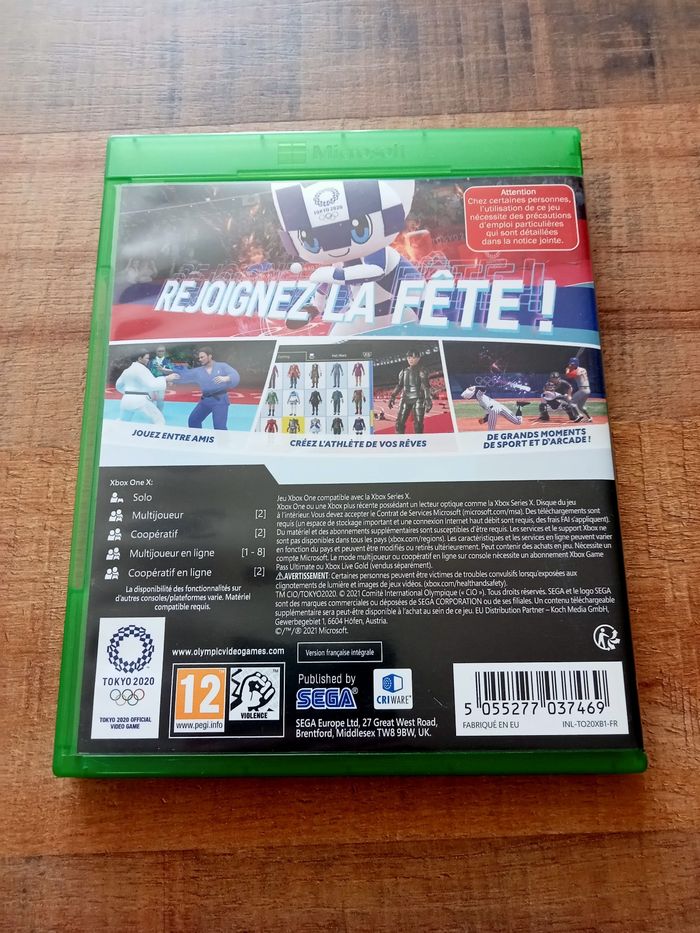 Microsoft
TOKYO 2020
Attention
Chez certaines personnes,
l'utilisation de ce jeu
nécessite des précautions
d'emploi particulières
qui sont détaillées
dans la notice jointe.
REJOIGNEZ LA FÊTE !
JOUEZ ENTRE AMIS
CRÉEZ L'ATHLÈTE DE VOS RÊVES
DE GRANDS MOMENTS
DE SPORT ET D'ARCADE !
Xbox One X:
Solo
Multijoueur [2]
Coopératif [2]
Multijoueur en ligne [1 - 8]
Coopératif en ligne [2]
La disponibilité des fonctionnalités sur
d'autres consoles/plateformes varie. Matériel
compatible requis.
Jeu Xbox One compatible avec la Xbox Series X.
Xbox One ou une Xbox plus récente possédant un lecteur optique comme la Xbox Series X. Disque du jeu
à l'intérieur. Vous devez accepter le Contrat de Services Microsoft (microsoft.com/msa). Des téléchargements sont
requis (un espace de stockage important et une connexion Internet haut débit sont requis, des frais FAI s'appliquent).
Du matériel et des abonnements supplémentaires sont susceptibles d'être requis. Les services et le support Xbox ne
sont pas disponibles dans tous les pays (xbox.com/regions). Les caractéristiques et les services en ligne peuvent varier
en fonction du pays et peuvent être modifiés ou retirés ultérieurement. Peut contenir des achats en jeu. Nécessite un
compte Microsoft. Le mode multijoueur ou coopératif en ligne sur console nécessite un abonnement Xbox Game
Pass Ultimate ou Xbox Live Gold (vendus séparément).
AVERTISSEMENT: Certaines personnes peuvent être victimes de troubles convulsifs lorsqu'exposées aux
clignotements de lumière et images de jeux vidéos. (xbox.com/healthandsafety).
TM CIO/TOKYO2020. © 2021 Comité International Olympique (« CIO »). Tous droits réservés. SEGA et le logo SEGA
sont des marques commerciales ou déposées de SEGA CORPORATION ou de ses filiales. Un contenu téléchargeable
supplémentaire sera peut-être disponible à l'achat au sein de ce jeu. EU Distribution Partner – Koch Media GmbH,
Gewerbegebiet 1, 6604 Höfen, Austria.
©/™/® 2021 Microsoft.
TOKYO 2020
TOKYO 2020 OFFICIAL
VIDEO GAME
www.olympicvideogames.com
Version française intégrale
12
www.pegi.info
VIOLENCE
Published by
SEGA
CRIWARE
SEGA Europe Ltd, 27 Great West Road,
Brentford, Middlesex TW8 9BW, UK.
5 055277 037469
FABRIQUÉ EN EU INL-TO20XB1-FR